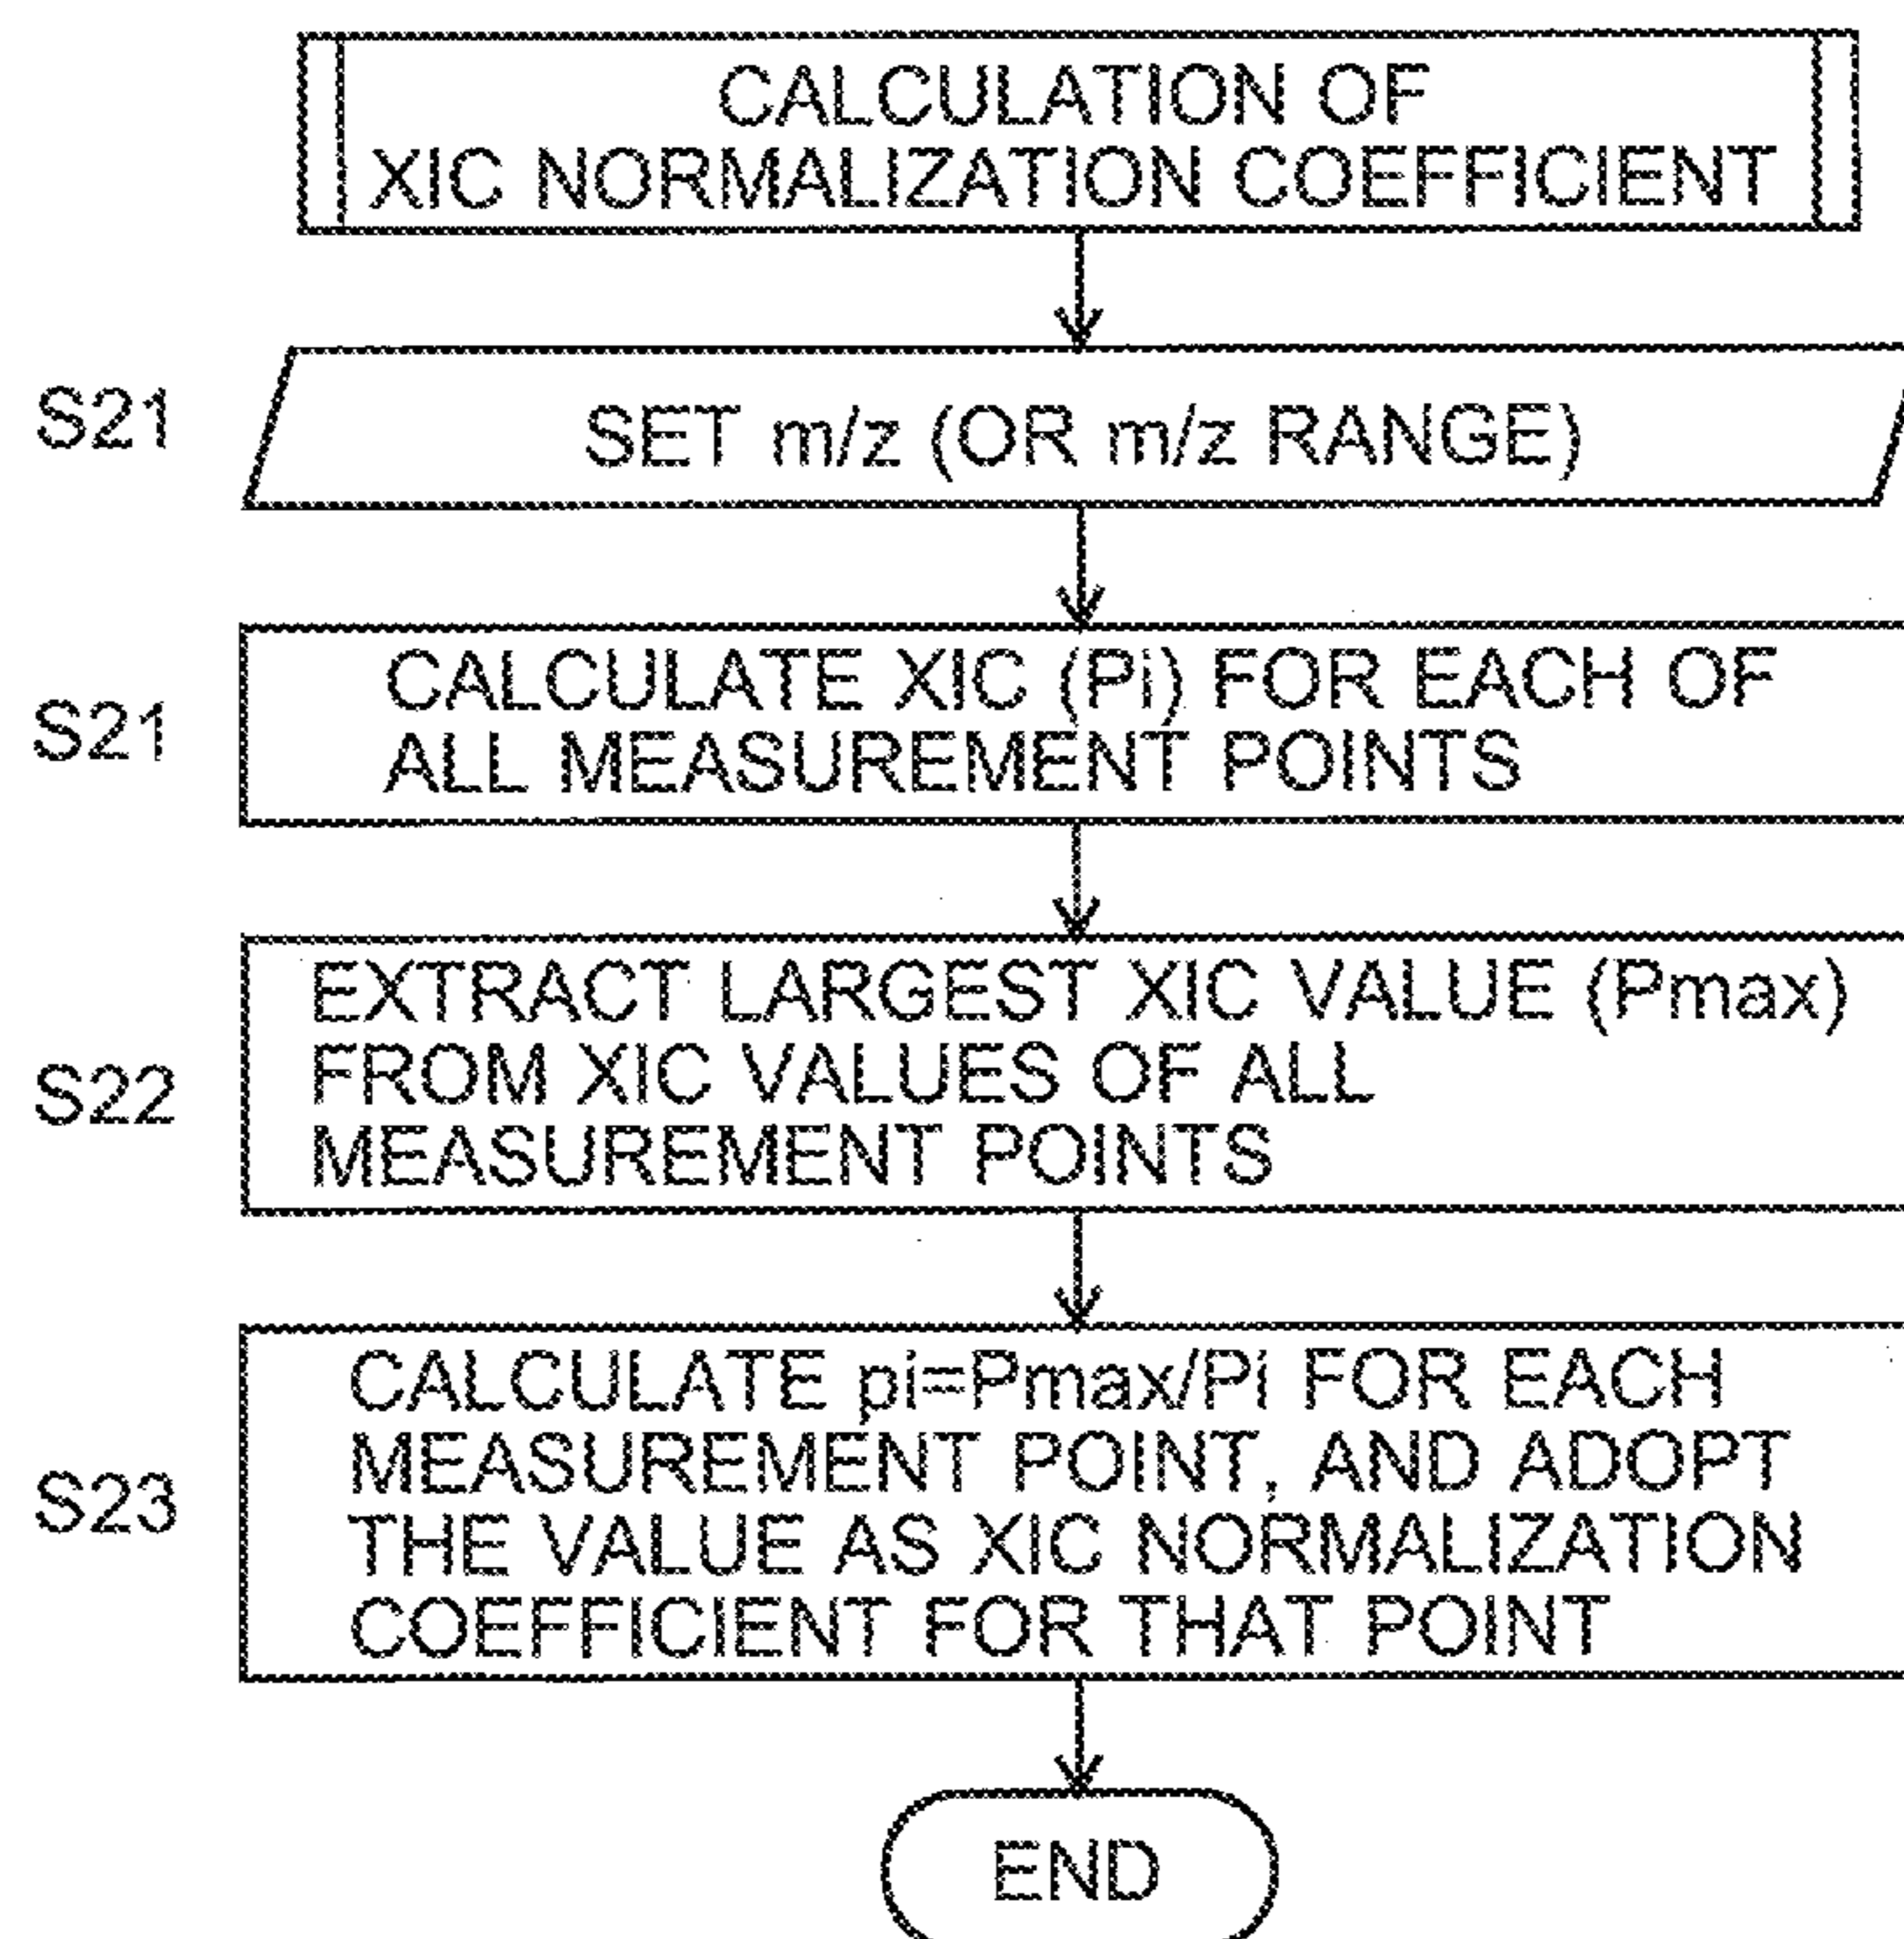 CALCULATION OF
XIC NORMALIZATION COEFFICIENT
S21
SET m/z (OR m/z RANGE)
S21
CALCULATE XIC (Pi) FOR EACH OF
ALL MEASUREMENT POINTS
S22
EXTRACT LARGEST XIC VALUE (Pmax)
FROM XIC VALUES OF ALL
MEASUREMENT POINTS
S23
CALCULATE pi=Pmax/Pi FOR EACH
MEASUREMENT POINT, AND ADOPT
THE VALUE AS XIC NORMALIZATION
COEFFICIENT FOR THAT POINT
END